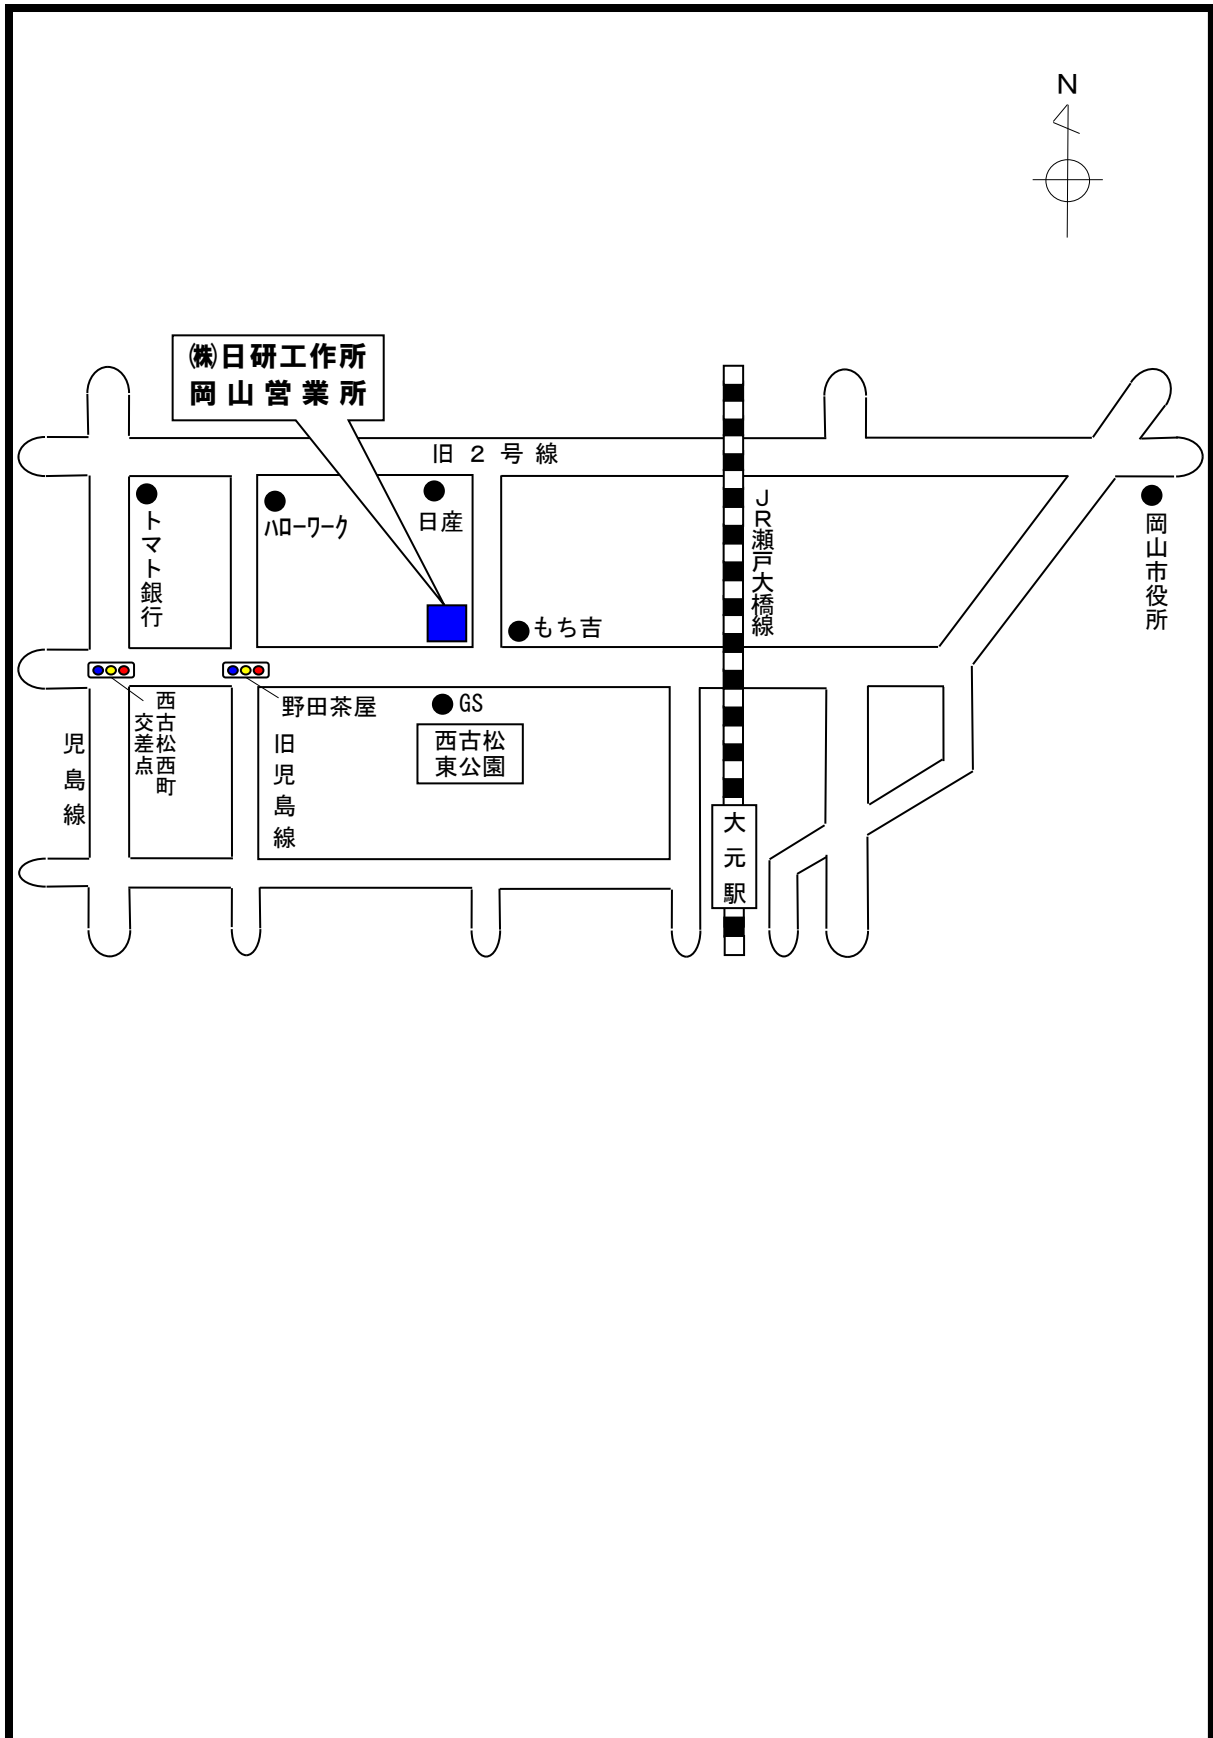 N
㈱日研工作所
岡山営業所
旧２号線
トマト銀行
ハローワーク
日産
もち吉
ＪＲ瀬戸大橋線
岡山市役所
西古松西町
交差点
野田茶屋
GS
西古松
東公園
児島線
旧児島線
大元駅